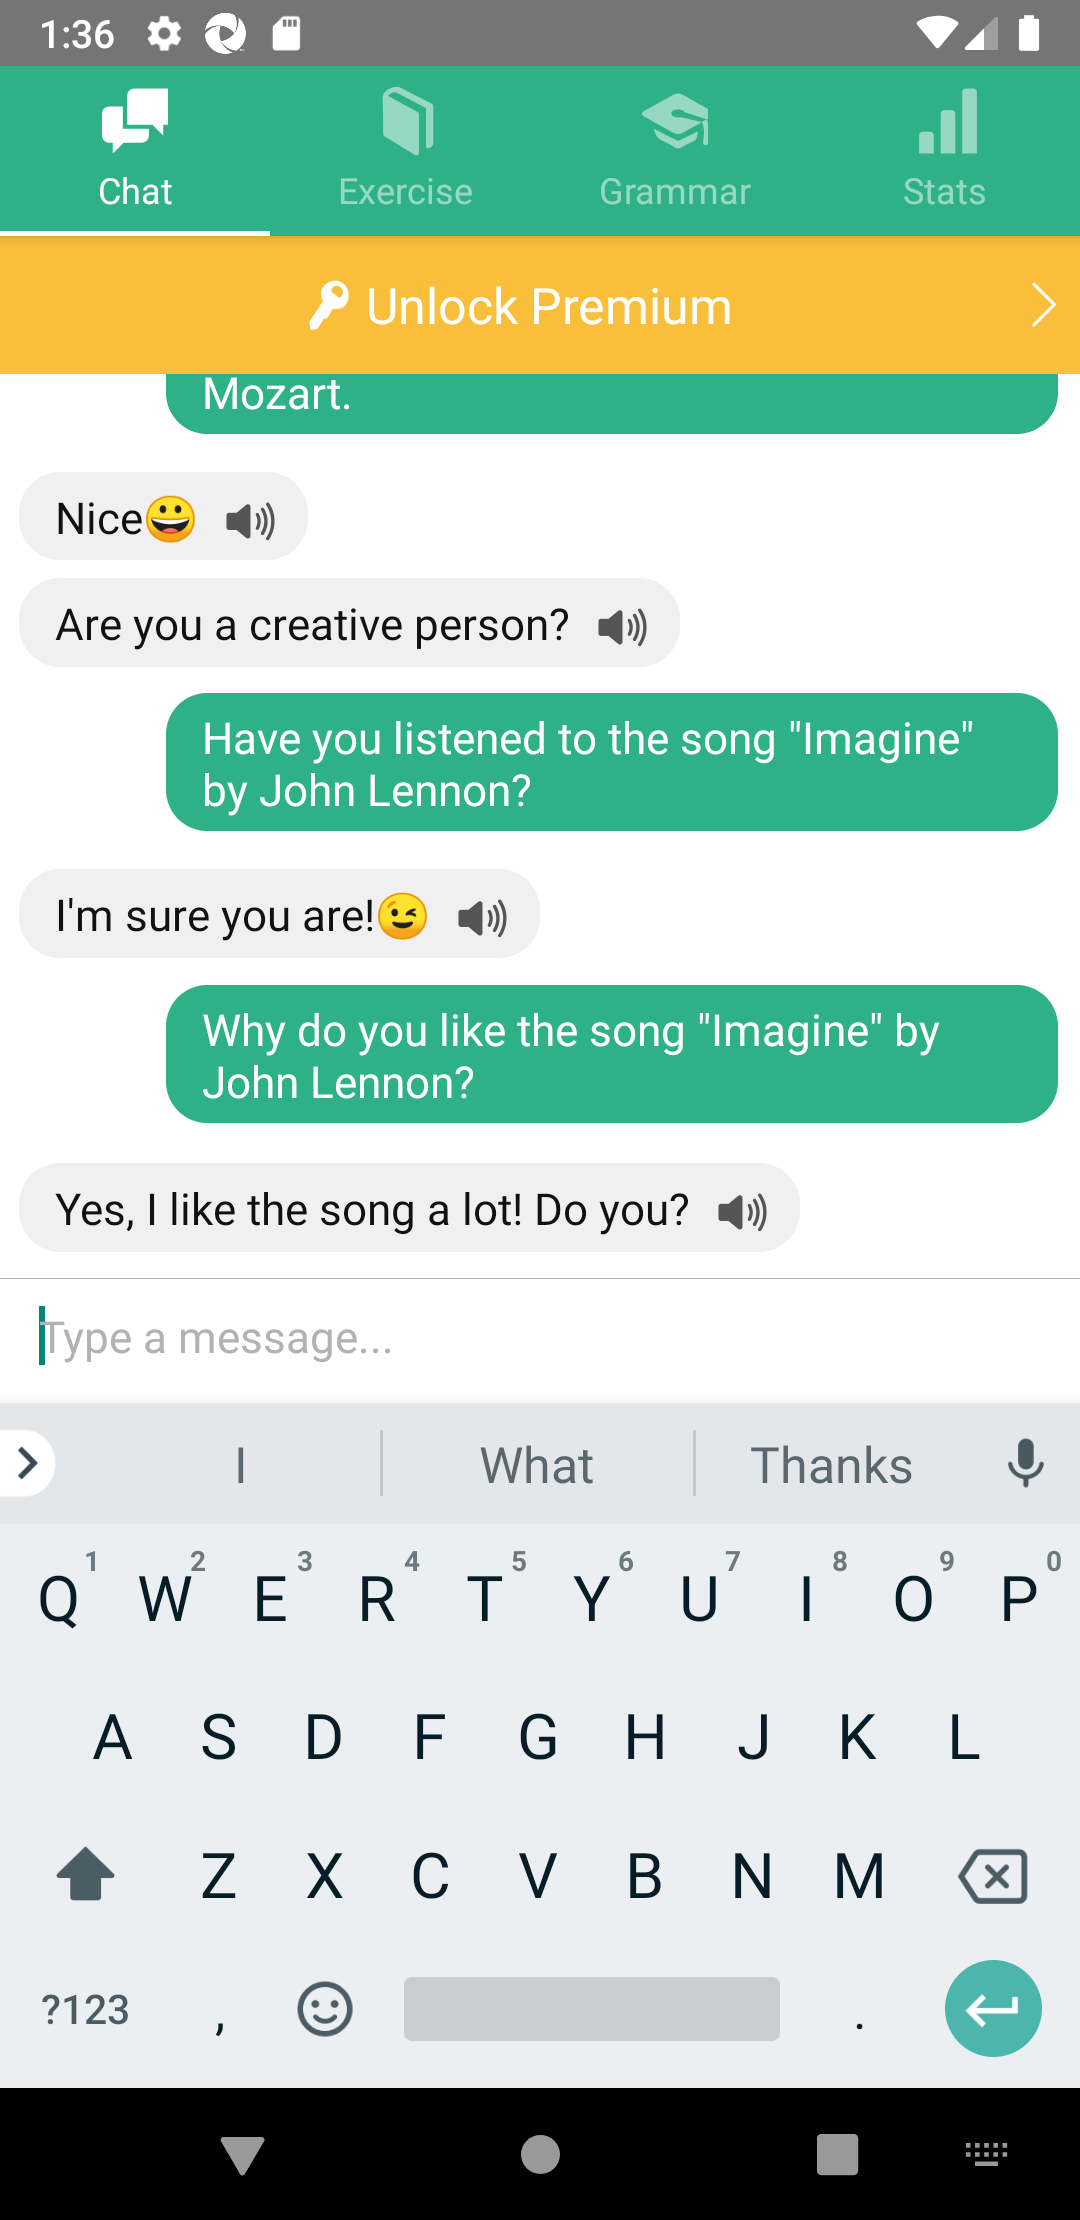 1:36
Chat
Exercise
Grammar
Stats
Unlock Premium
Mozart.
Nice😀
Are you a creative person?
Have you listened to the song "Imagine"
by John Lennon?
I'm sure you are!😉
Why do you like the song "Imagine" by
John Lennon?
Yes, I like the song a lot! Do you?
Type a message...
I What Thanks
1 2 3 4 5 6 7 8 9 0
Q W E R T Y U I O P
A S D F G H J K L
Z X C V B N M
?123 , .